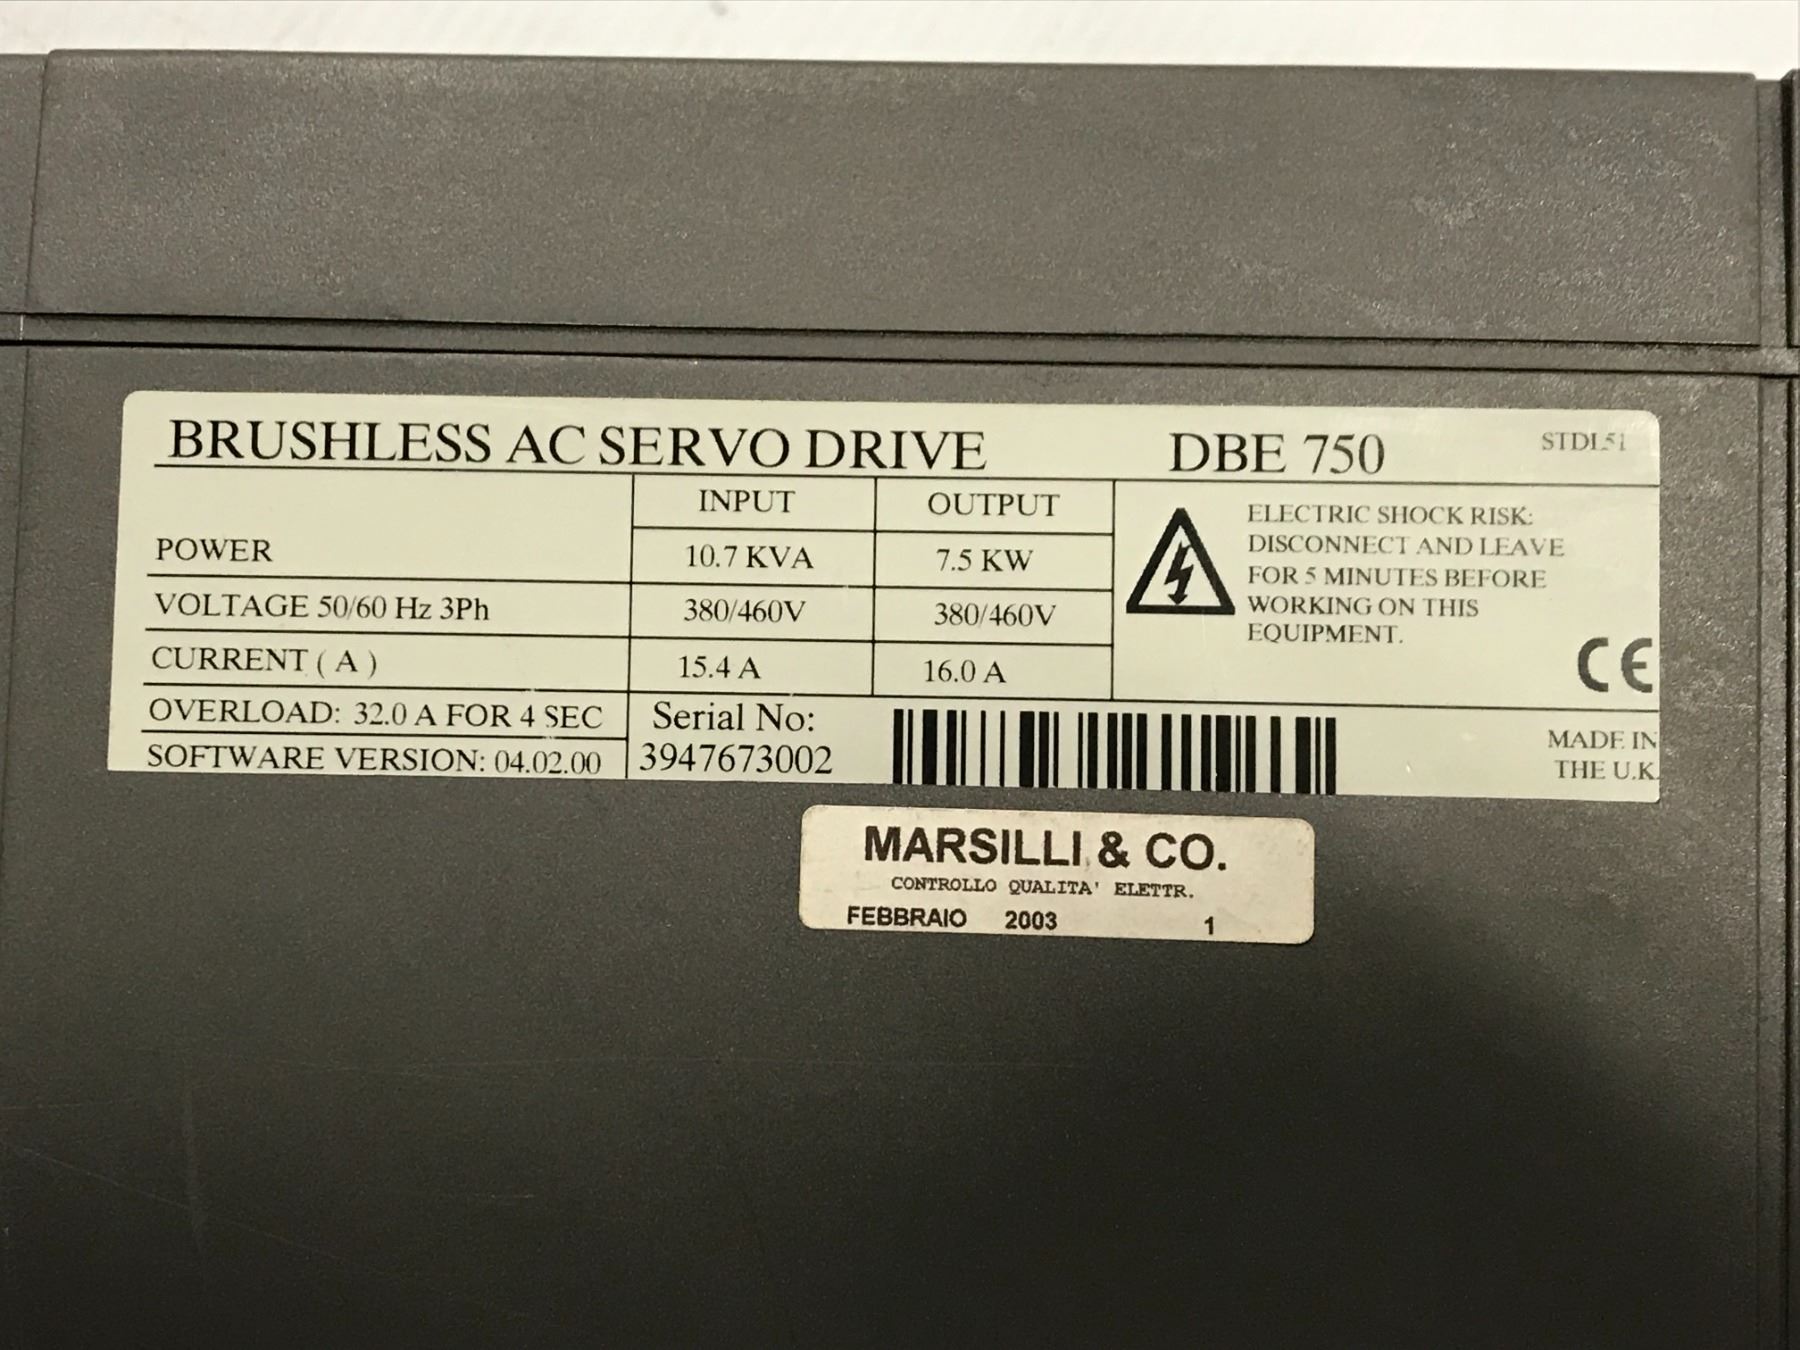 BRUSHLESS AC SERVO DRIVE DBE 750 STDL51
INPUT OUTPUT
POWER 10.7 KVA 7.5 KW
VOLTAGE 50/60 Hz 3Ph 380/460V 380/460V
CURRENT ( A ) 15.4 A 16.0 A
OVERLOAD: 32.0 A FOR 4 SEC
SOFTWARE VERSION: 04.02.00
Serial No:
3947673002
ELECTRIC SHOCK RISK:
DISCONNECT AND LEAVE
FOR 5 MINUTES BEFORE
WORKING ON THIS
EQUIPMENT.
CE
MADE IN
THE U.K.
MARSILLI & CO.
CONTROLLO QUALITA' ELETTR.
FEBBRAIO 2003 1